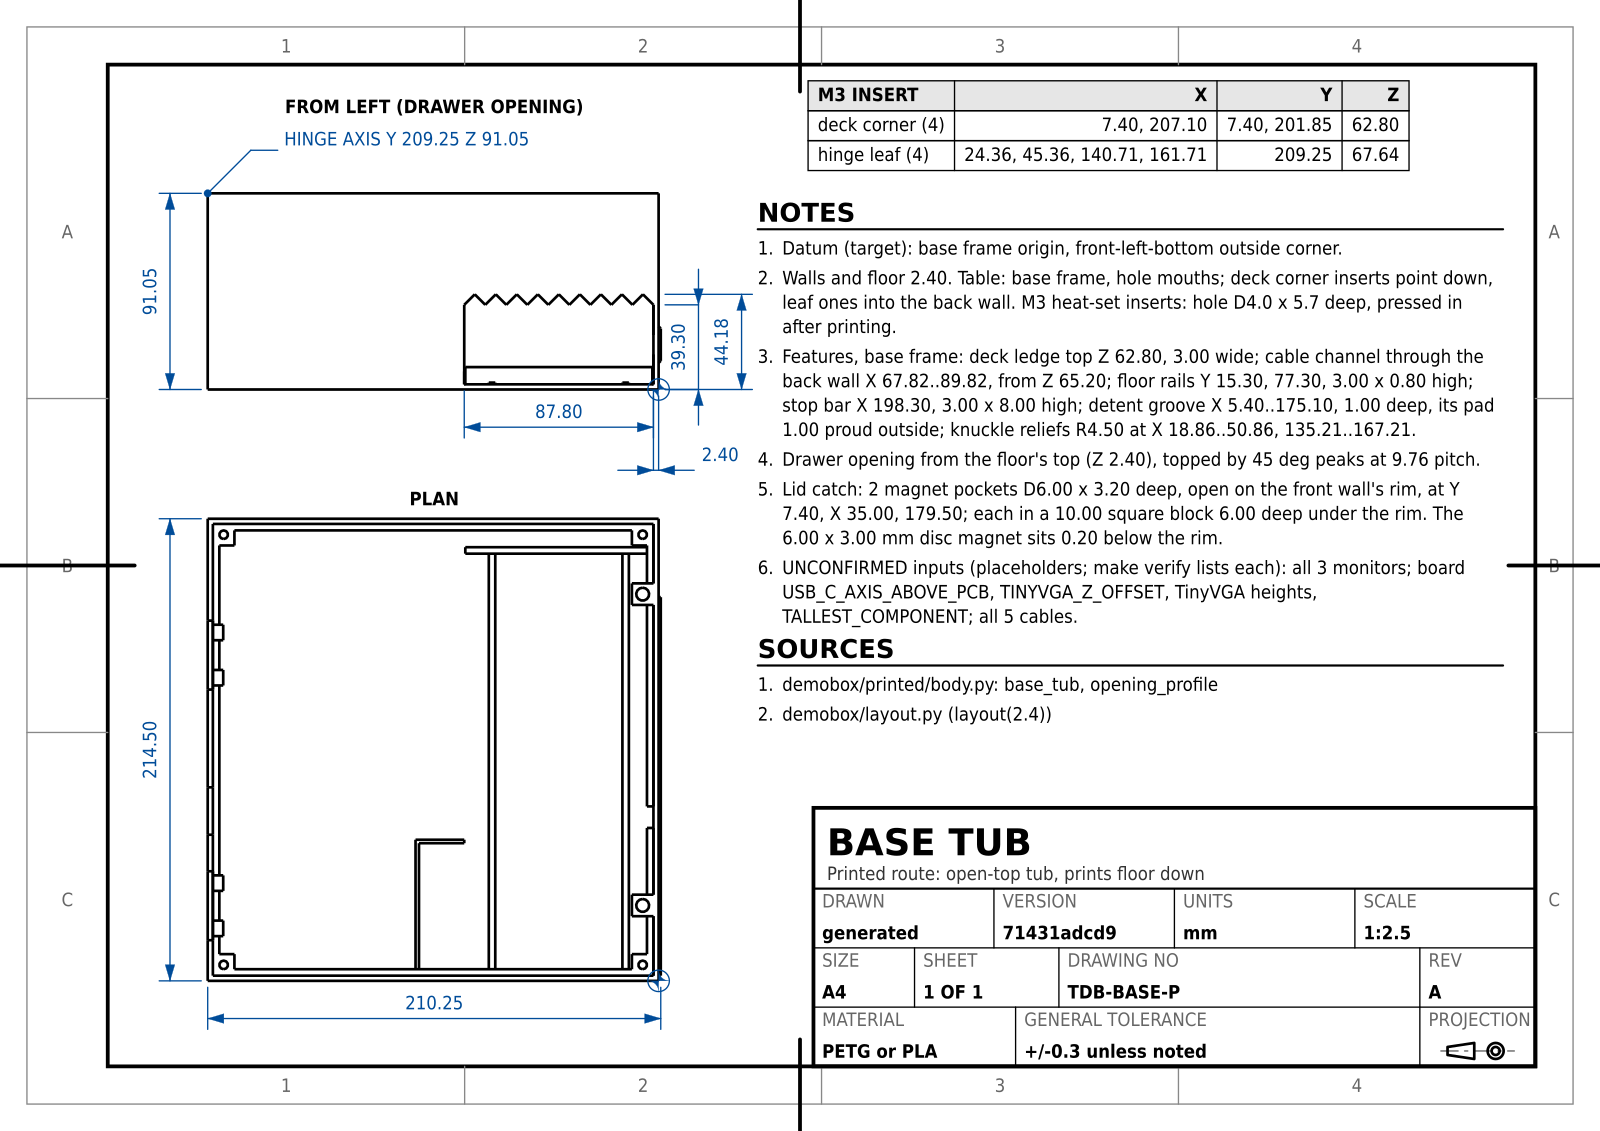 1 2 3 4
FROM LEFT (DRAWER OPENING)
HINGE AXIS Y 209.25 Z 91.05
M3 INSERT X Y Z
deck corner (4) 7.40, 207.10 7.40, 201.85 62.80
hinge leaf (4) 24.36, 45.36, 140.71, 161.71 209.25 67.64
A A
91.05
39.30
44.18
87.80
2.40
NOTES
1. Datum (target): base frame origin, front-left-bottom outside corner.
2. Walls and floor 2.40. Table: base frame, hole mouths; deck corner inserts point down,
leaf ones into the back wall. M3 heat-set inserts: hole D4.0 x 5.7 deep, pressed in
after printing.
3. Features, base frame: deck ledge top Z 62.80, 3.00 wide; cable channel through the
back wall X 67.82..89.82, from Z 65.20; floor rails Y 15.30, 77.30, 3.00 x 0.80 high;
stop bar X 198.30, 3.00 x 8.00 high; detent groove X 5.40..175.10, 1.00 deep, its pad
1.00 proud outside; knuckle reliefs R4.50 at X 18.86..50.86, 135.21..167.21.
4. Drawer opening from the floor's top (Z 2.40), topped by 45 deg peaks at 9.76 pitch.
5. Lid catch: 2 magnet pockets D6.00 x 3.20 deep, open on the front wall's rim, at Y
7.40, X 35.00, 179.50; each in a 10.00 square block 6.00 deep under the rim. The
6.00 x 3.00 mm disc magnet sits 0.20 below the rim.
6. UNCONFIRMED inputs (placeholders; make verify lists each): all 3 monitors; board
USB_C_AXIS_ABOVE_PCB, TINYVGA_Z_OFFSET, TinyVGA heights,
TALLEST_COMPONENT; all 5 cables.
SOURCES
1. demobox/printed/body.py: base_tub, opening_profile
2. demobox/layout.py (layout(2.4))
PLAN
B B
214.50
210.25
C C
BASE TUB
Printed route: open-top tub, prints floor down
DRAWN VERSION UNITS SCALE
generated 71431adcd9 mm 1:2.5
SIZE SHEET DRAWING NO REV
A4 1 OF 1 TDB-BASE-P A
MATERIAL GENERAL TOLERANCE PROJECTION
PETG or PLA +/-0.3 unless noted
1 2 3 4